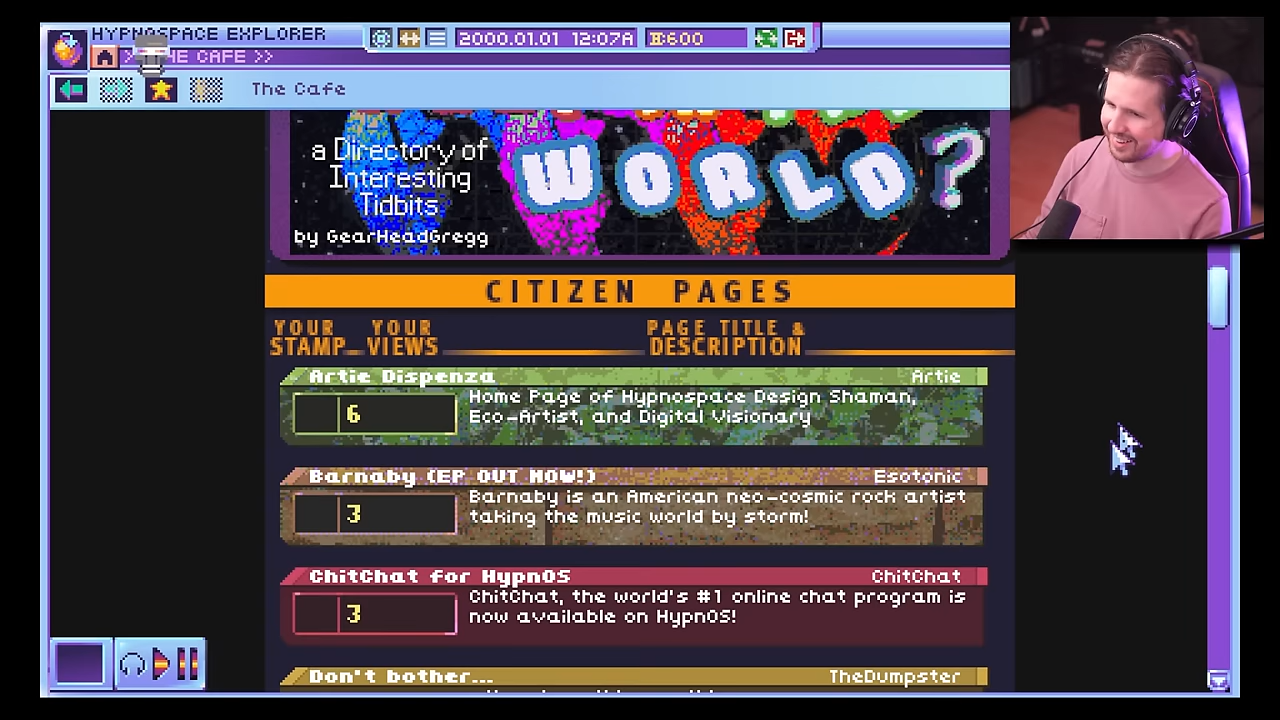 HYPNOSPACE EXPLORER
2000.01.01 12:07A
600
HE CAFE >>
The Cafe
a Directory of
Interesting
Tidbits
by GearHeadGregg
WORLD?
CITIZEN PAGES
YOUR STAMP
YOUR VIEWS
PAGE TITLE &
DESCRIPTION
Artie Dispenza
Artie
6
Home Page of Hypnospace Design Shaman,
Eco-Artist, and Digital Visionary
Barnaby (EP OUT NOW!)
Esotonic
3
Barnaby is an American neo-cosmic rock artist
taking the music world by storm!
ChitChat for HypnOS
ChitChat
3
ChitChat, the world's #1 online chat program is
now available on HypnOS!
Don't bother...
TheDumpster